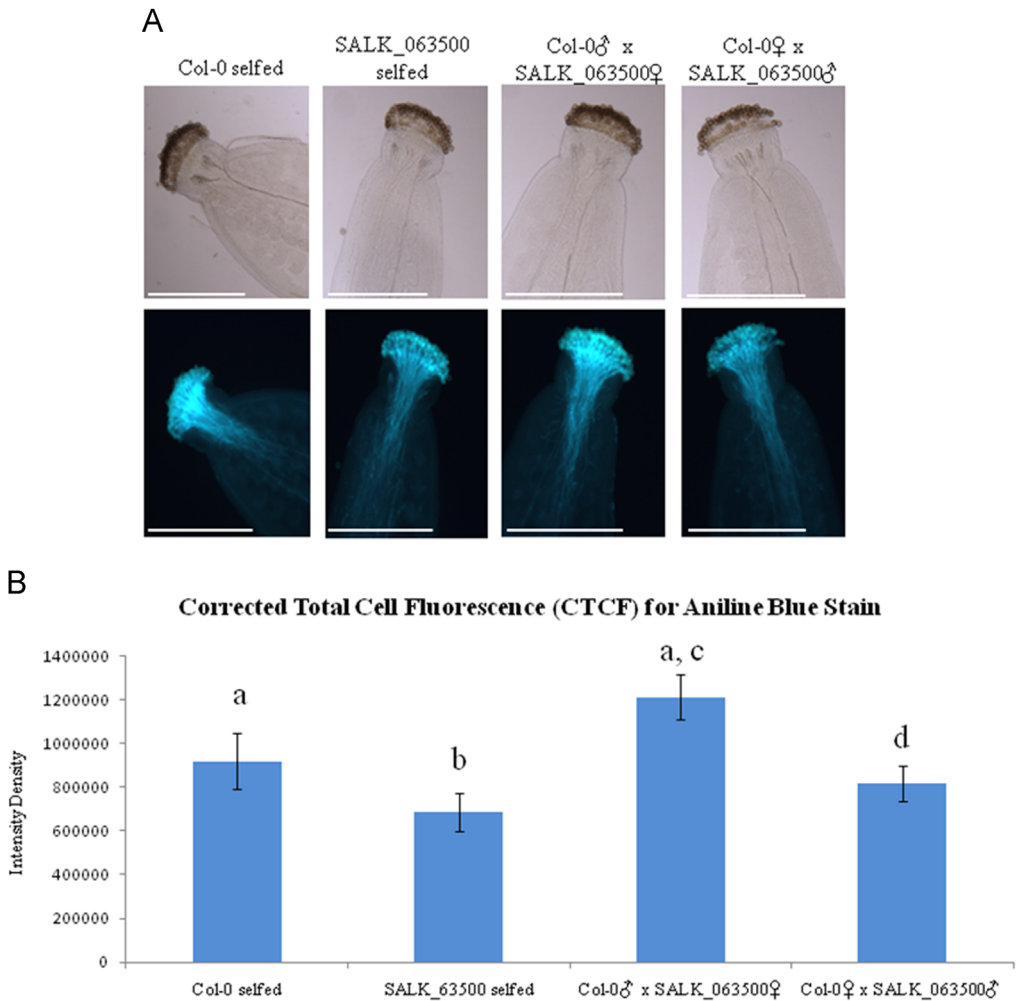 A
Col-0 selfed
SALK_063500
selfed
Col-0♂ x
SALK_063500♀
Col-0♀ x
SALK_063500♂
B
Corrected Total Cell Fluorescence (CTCF) for Aniline Blue Stain
Intensity Density
1400000
1200000
1000000
800000
600000
400000
200000
0
a
b
a, c
d
Col-0 selfed
SALK_63500 selfed
Col-0♂ x SALK_063500♀
Col-0♀ x SALK_063500♂